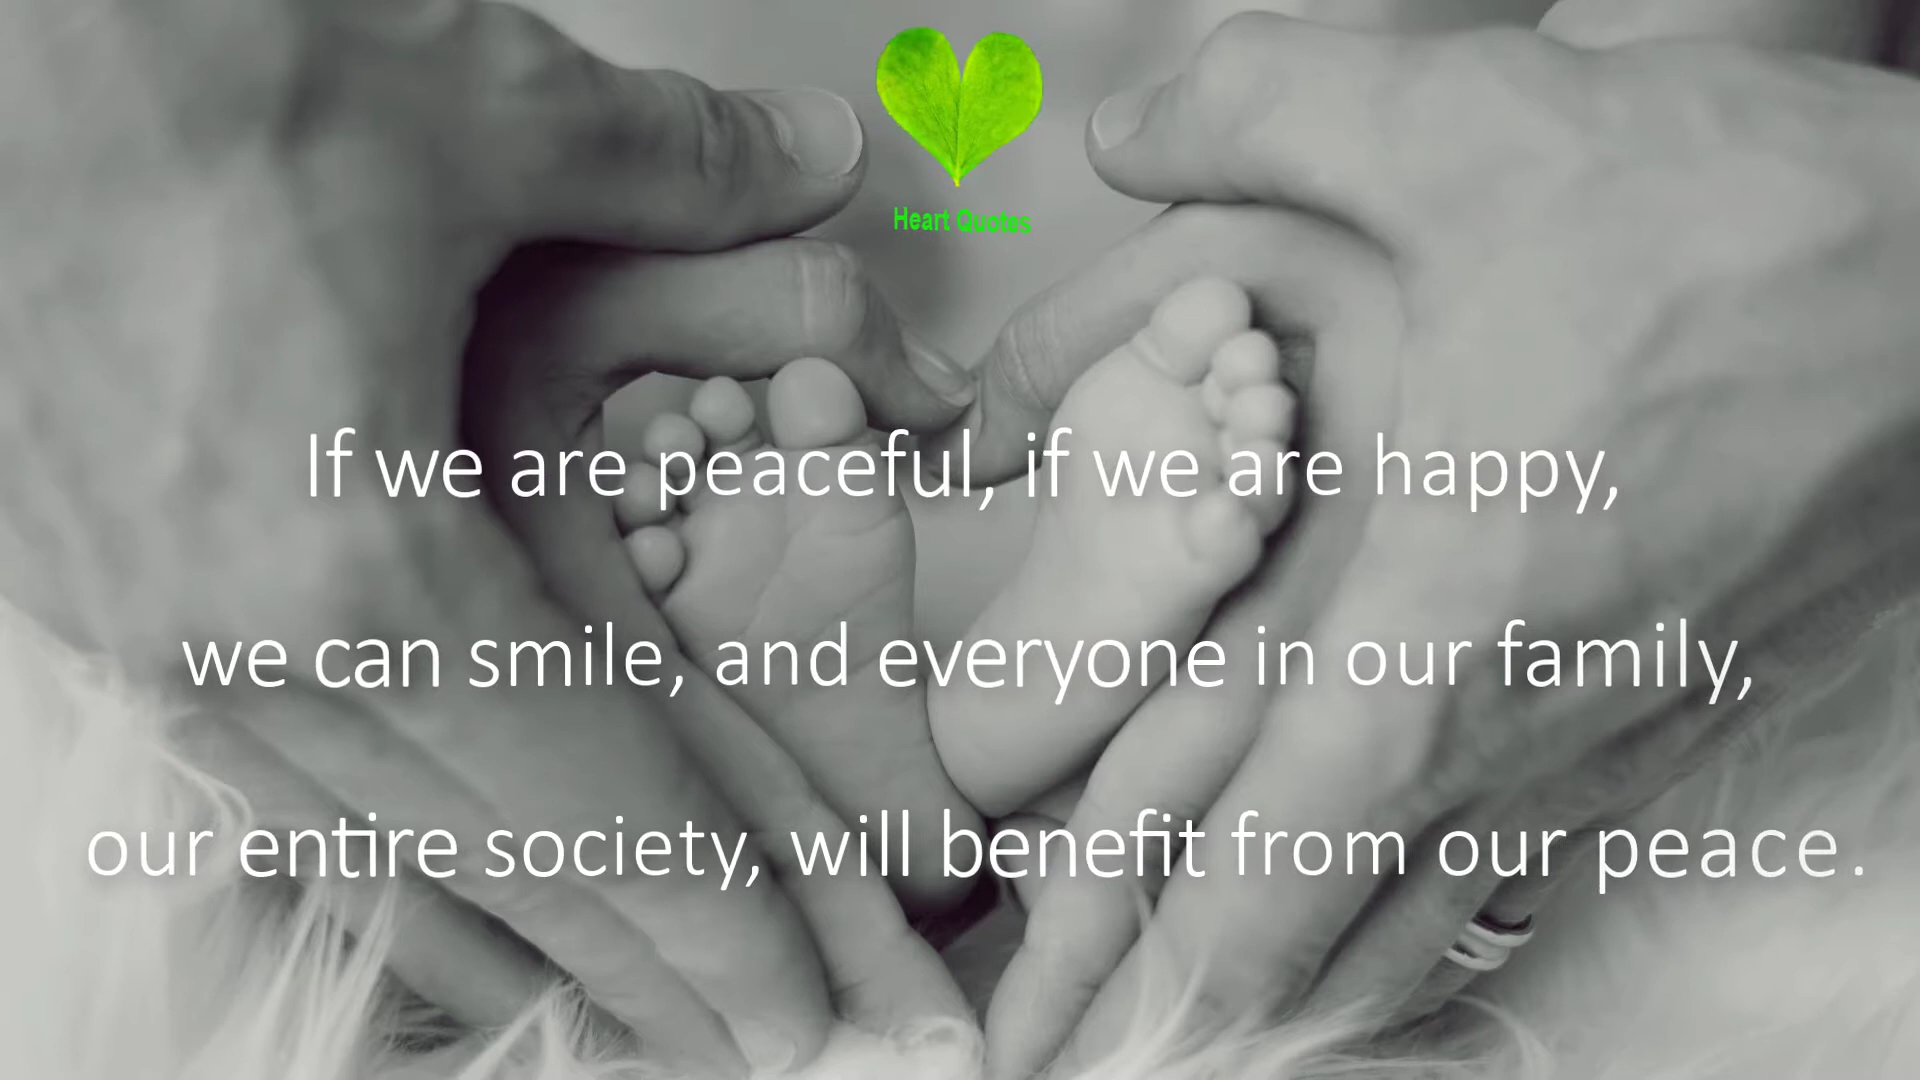 Heart Quotes
If we are peaceful, if we are happy,
we can smile, and everyone in our family,
our entire society, will benefit from our peace.